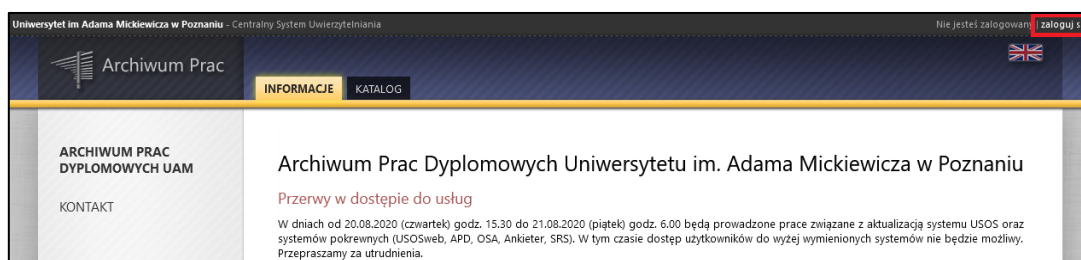 Uniwersytet im Adama Mickiewicza w Poznaniu - Centralny System Uwierzytelniania
Nie jesteś zalogowany | zaloguj s
Archiwum Prac
INFORMACJE KATALOG
ARCHIWUM PRAC
DYPLOMOWYCH UAM
KONTAKT
Archiwum Prac Dyplomowych Uniwersytetu im. Adama Mickiewicza w Poznaniu
Przerwy w dostępie do usług
W dniach od 20.08.2020 (czwartek) godz. 15.30 do 21.08.2020 (piątek) godz. 6.00 będą prowadzone prace związane z aktualizacją systemu USOS oraz
systemów pokrewnych (USOSweb, APD, OSA, Ankieter, SRS). W tym czasie dostęp użytkowników do wyżej wymienionych systemów nie będzie możliwy.
Przepraszamy za utrudnienia.